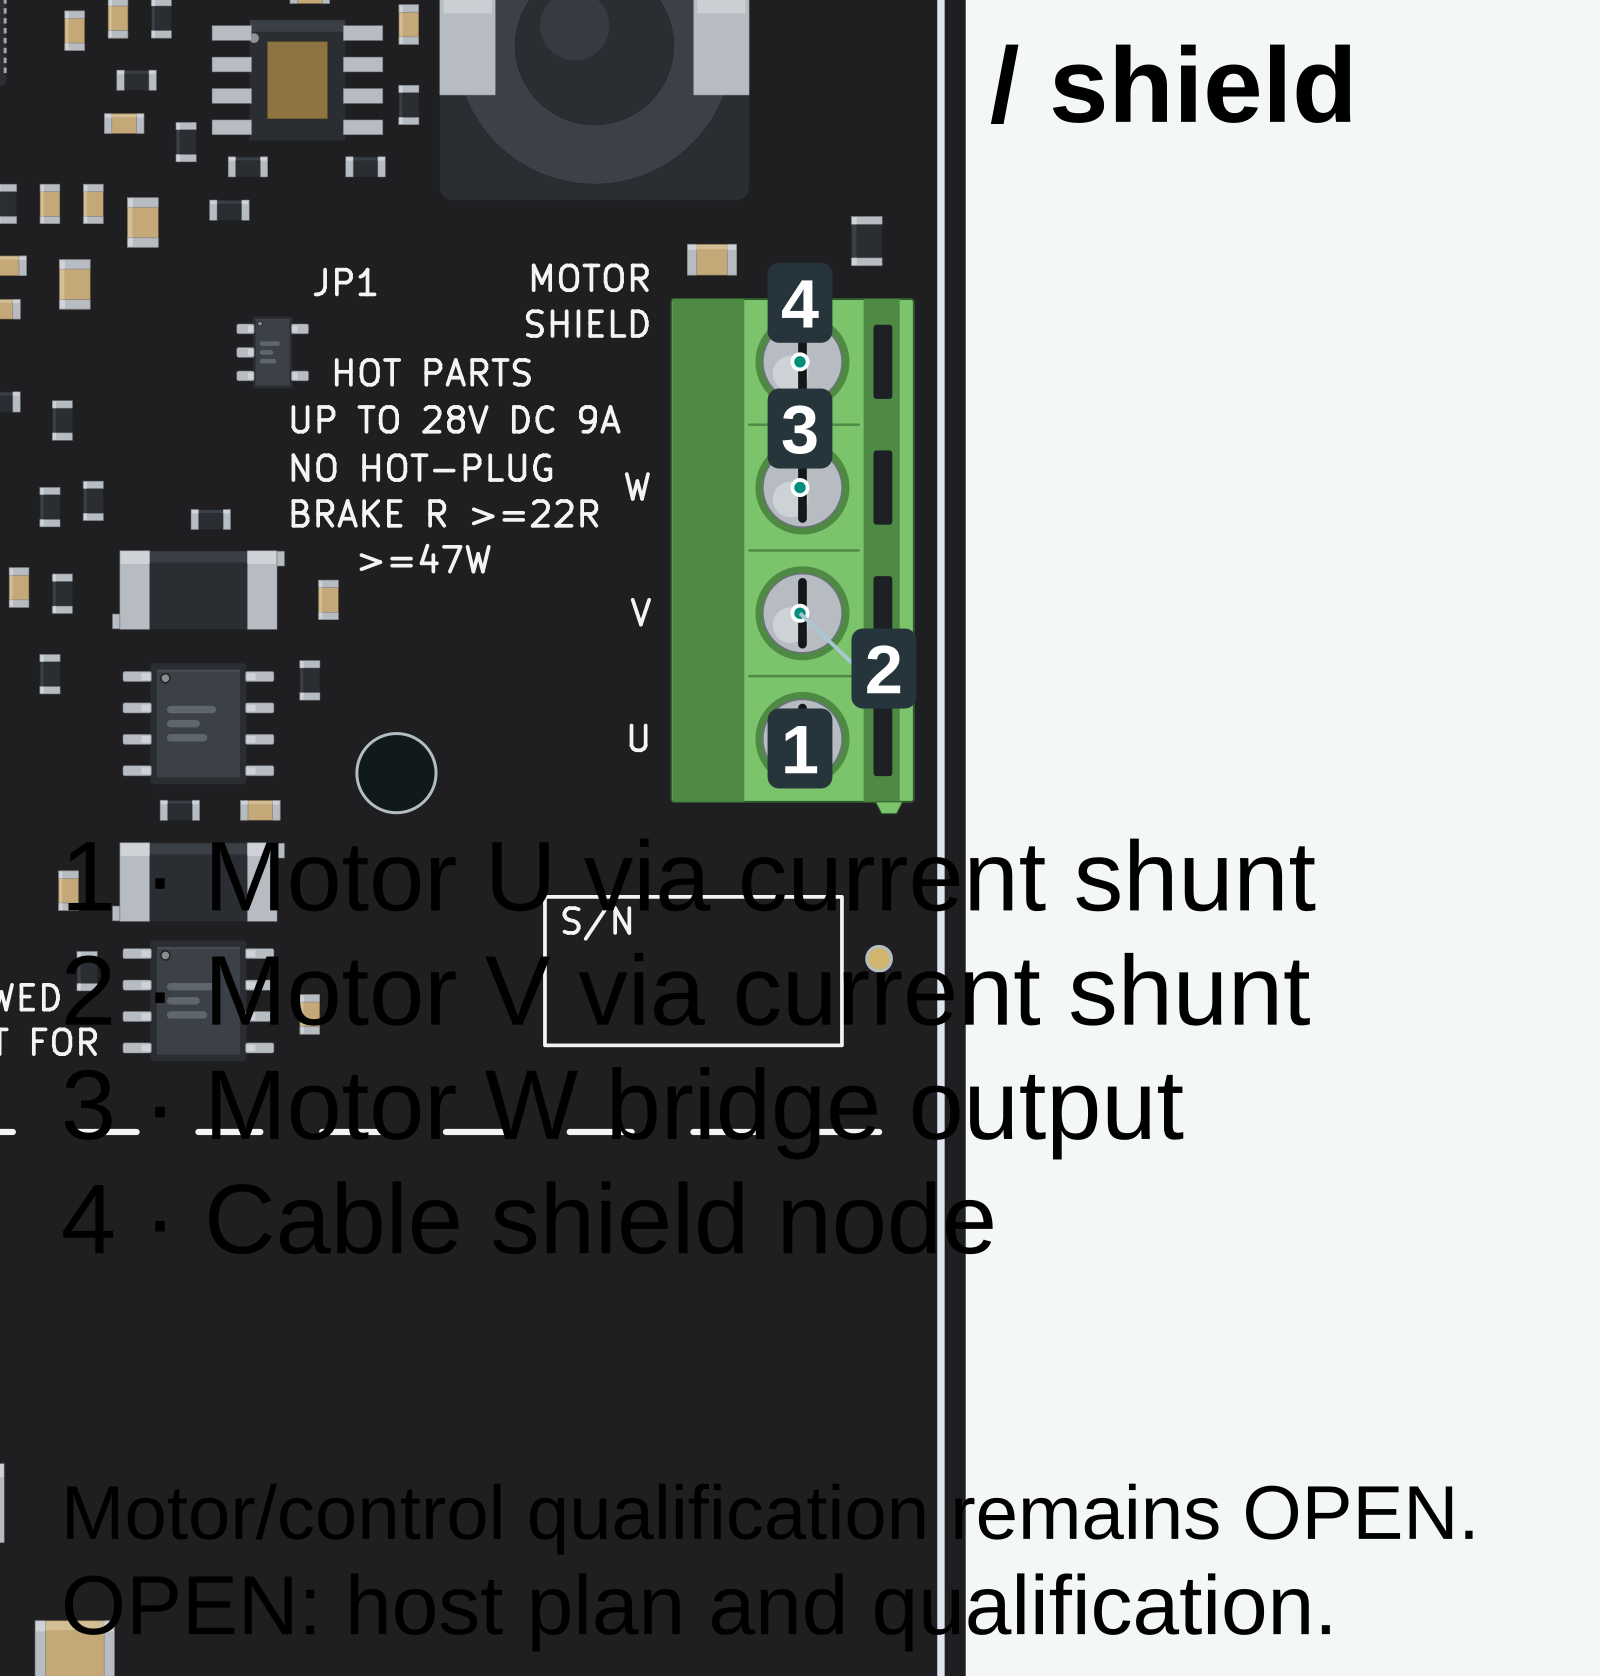 / shield
JP1
MOTOR
SHIELD
HOT PARTS
UP TO 28V DC 9A
NO HOT-PLUG
BRAKE R >=22R
>=47W
4
3
W
V
2
U
1
1 · Motor U via current shunt
S/N
2 · Motor V via current shunt
WED
T FOR
3 · Motor W bridge output
4 · Cable shield node
Motor/control qualification remains OPEN.
OPEN: host plan and qualification.